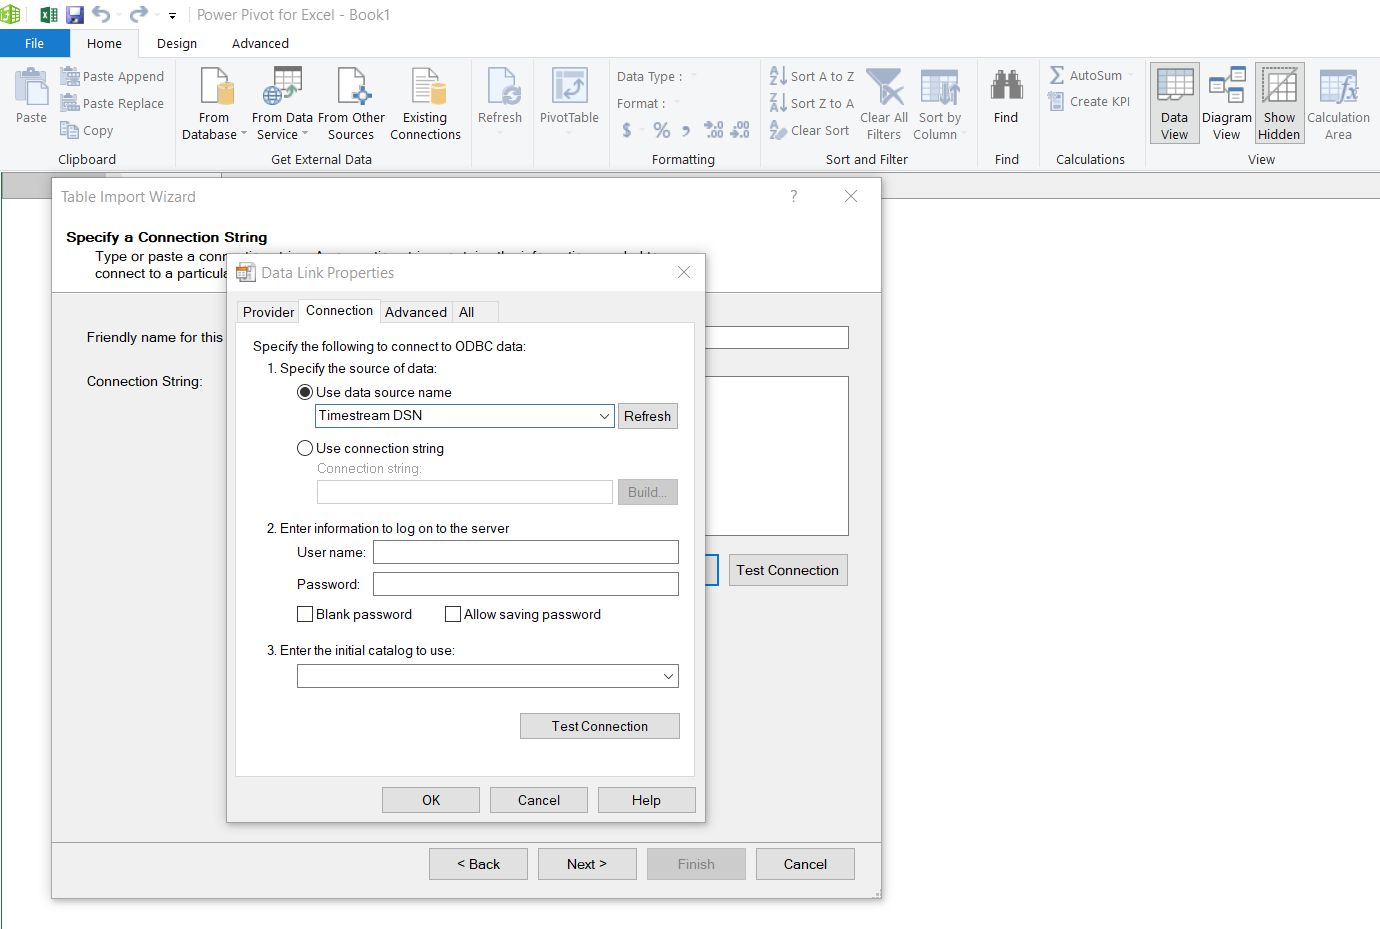 Power Pivot for Excel - Book1
File Home Design Advanced
Paste
Paste Append
Paste Replace
Copy
Clipboard
From Database
From Data Service
From Other Sources
Existing Connections
Get External Data
Refresh
PivotTable
Data Type :
Format :
$ % , .00 .00
Formatting
Sort A to Z
Sort Z to A
Clear Sort
Clear All Filters
Sort by Column
Sort and Filter
Find
Find
AutoSum
Create KPI
Calculations
Data View
Diagram View
Show Hidden
Calculation Area
View
Table Import Wizard ?
Specify a Connection String
Type or paste a
connect to a
Friendly name for this
Connection String:
Test Connection
Data Link Properties
Provider Connection Advanced All
Specify the following to connect to ODBC data:
1. Specify the source of data:
Use data source name
Timestream DSN Refresh
Use connection string
Connection string:
Build...
2. Enter information to log on to the server
User name:
Password:
Blank password Allow saving password
3. Enter the initial catalog to use:
Test Connection
OK Cancel Help
< Back Next > Finish Cancel